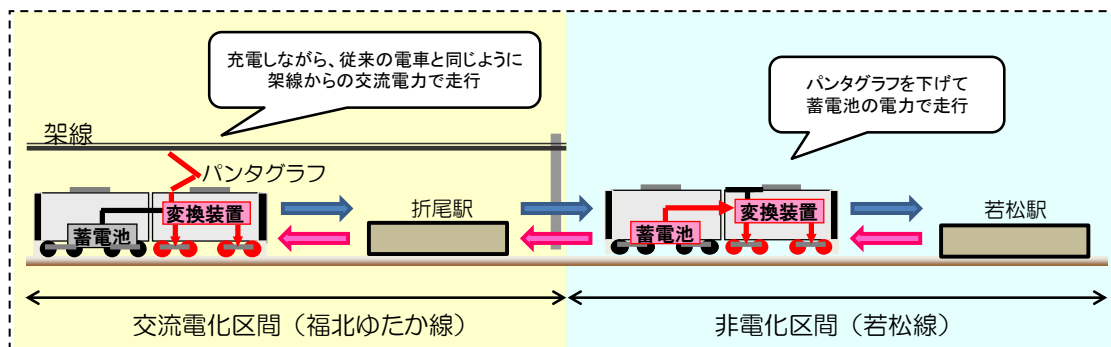 充電しながら、従来の電車と同じように
架線からの交流電力で走行
パンタグラフを下げて
蓄電池の電力で走行
架線
パンタグラフ
変換装置
蓄電池
折尾駅
変換装置
蓄電池
若松駅
交流電化区間（福北ゆたか線）
非電化区間（若松線）